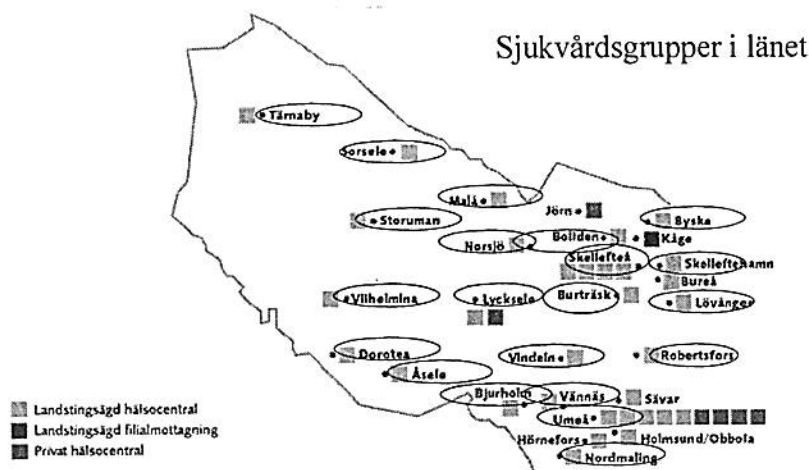 Sjukvårdsgrupper i länet
Tärnaby
Sorsele
Malå
Jörn
Byske
Storuman
Norsjö
Boliden
Kåge
Skellefteå
Skelleftehamn
Bureå
Vilhelmina
Lycksele
Burträsk
Lövånger
Dorotea
Vindeln
Robertsfors
Åsele
Bjurholm
Vännäs
Sävar
Umeå
Hörnefors
Holmsund/Obbola
Nordmaling
Landstingsägd hälsocentral
Landstingsägd filialmottagning
Privat hälsocentral